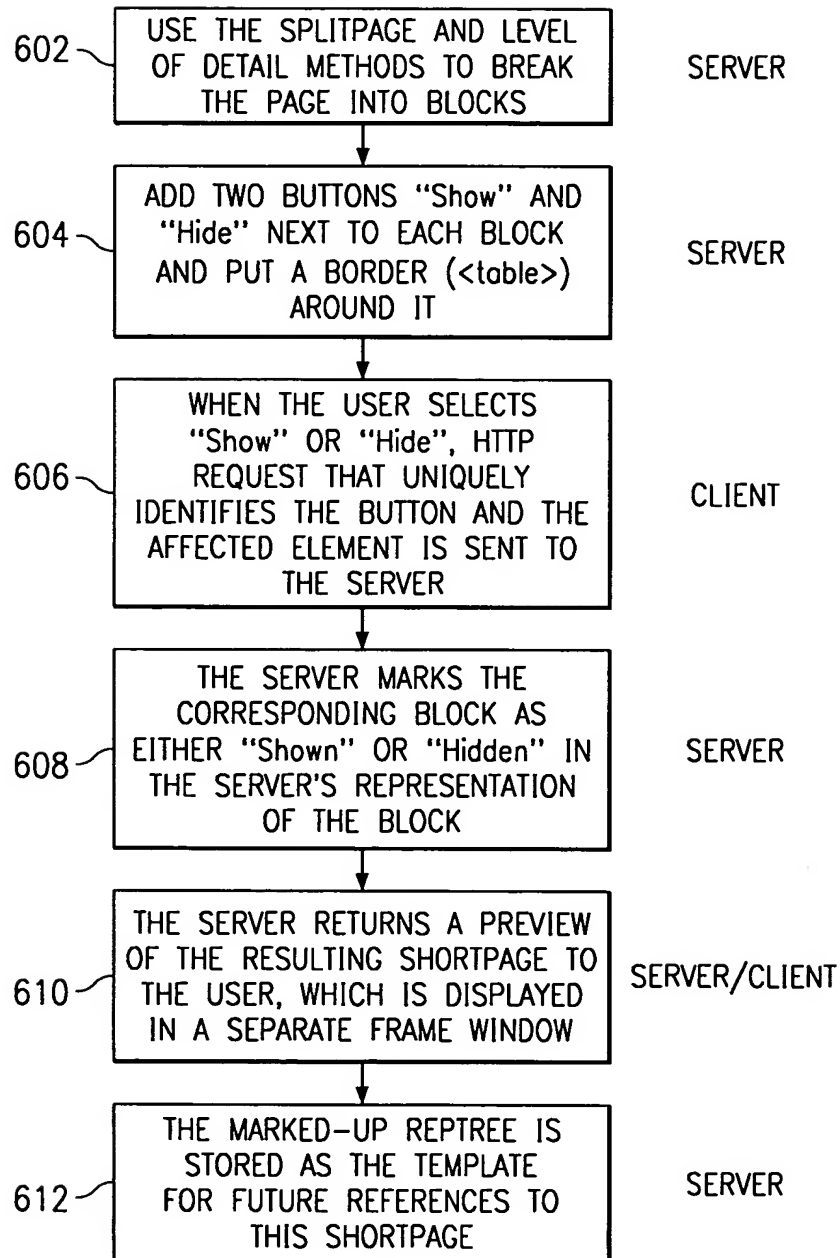 602
USE THE SPLITPAGE AND LEVEL
OF DETAIL METHODS TO BREAK
THE PAGE INTO BLOCKS
SERVER
604
ADD TWO BUTTONS “Show” AND
“Hide” NEXT TO EACH BLOCK
AND PUT A BORDER (<table>)
AROUND IT
SERVER
606
WHEN THE USER SELECTS
“Show” OR “Hide”, HTTP
REQUEST THAT UNIQUELY
IDENTIFIES THE BUTTON AND THE
AFFECTED ELEMENT IS SENT TO
THE SERVER
CLIENT
608
THE SERVER MARKS THE
CORRESPONDING BLOCK AS
EITHER “Shown” OR “Hidden” IN
THE SERVER'S REPRESENTATION
OF THE BLOCK
SERVER
610
THE SERVER RETURNS A PREVIEW
OF THE RESULTING SHORTPAGE TO
THE USER, WHICH IS DISPLAYED
IN A SEPARATE FRAME WINDOW
SERVER/CLIENT
612
THE MARKED-UP REPTREE IS
STORED AS THE TEMPLATE
FOR FUTURE REFERENCES TO
THIS SHORTPAGE
SERVER